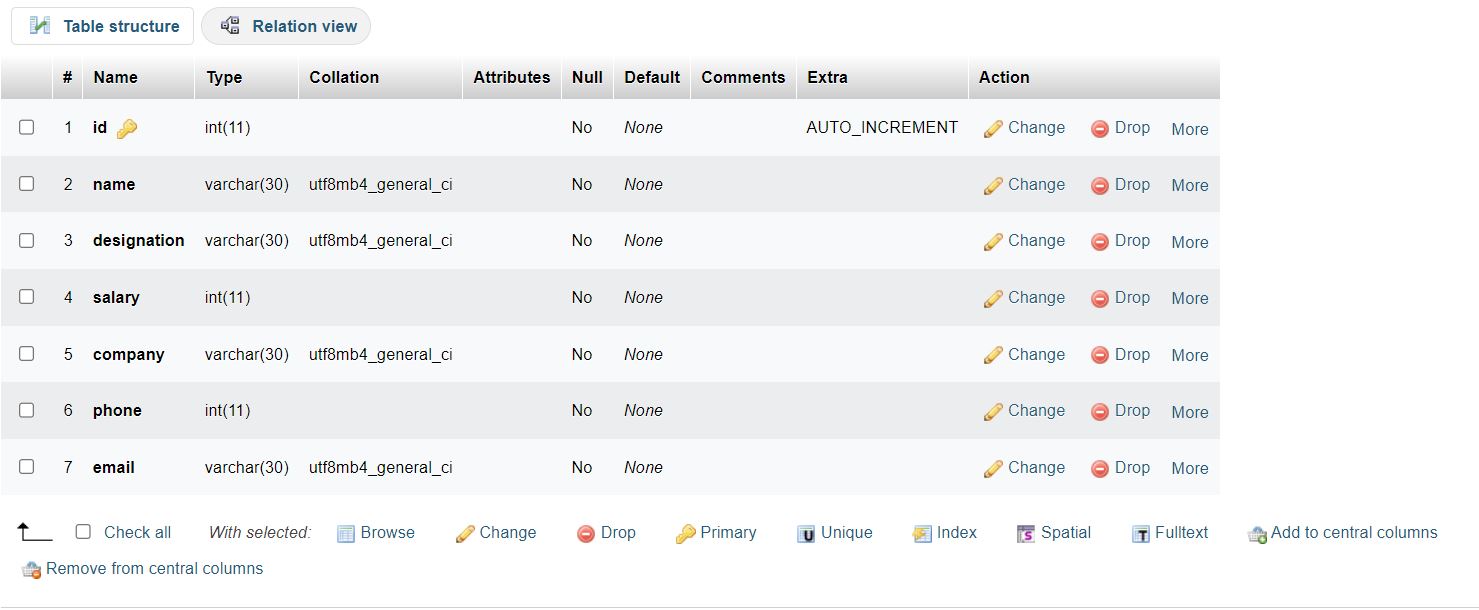 Table structure Relation view
# Name Type Collation Attributes Null Default Comments Extra Action
1 id int(11) No None AUTO_INCREMENT Change Drop More
2 name varchar(30) utf8mb4_general_ci No None Change Drop More
3 designation varchar(30) utf8mb4_general_ci No None Change Drop More
4 salary int(11) No None Change Drop More
5 company varchar(30) utf8mb4_general_ci No None Change Drop More
6 phone int(11) No None Change Drop More
7 email varchar(30) utf8mb4_general_ci No None Change Drop More
Check all With selected: Browse Change Drop Primary Unique Index Spatial Fulltext Add to central columns
Remove from central columns